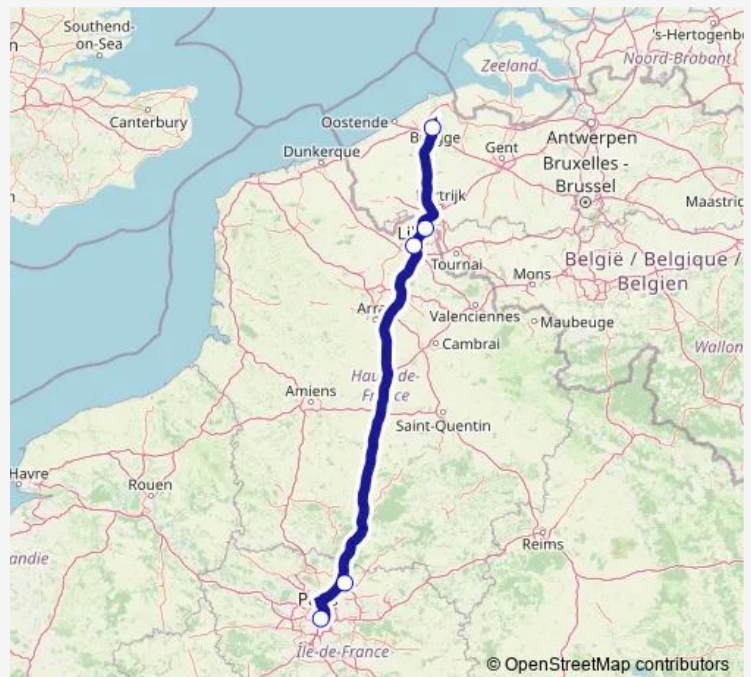 Southend-
on-Sea
's-Hertogenb
Zeeland
Noord-Brabant
n
Canterbury
Oostende
Antwerpen
Gent
Dunkerque
Bruxelles -
Brussel
Maastric
Tournai
België / Belgique /
Belgien
Mons
Valenciennes
Maubeuge
Cambrai
Wallon
Amiens
Saint-Quentin
Havre
Rouen
Reims
andie
Île-de-France
© OpenStreetMap contributors